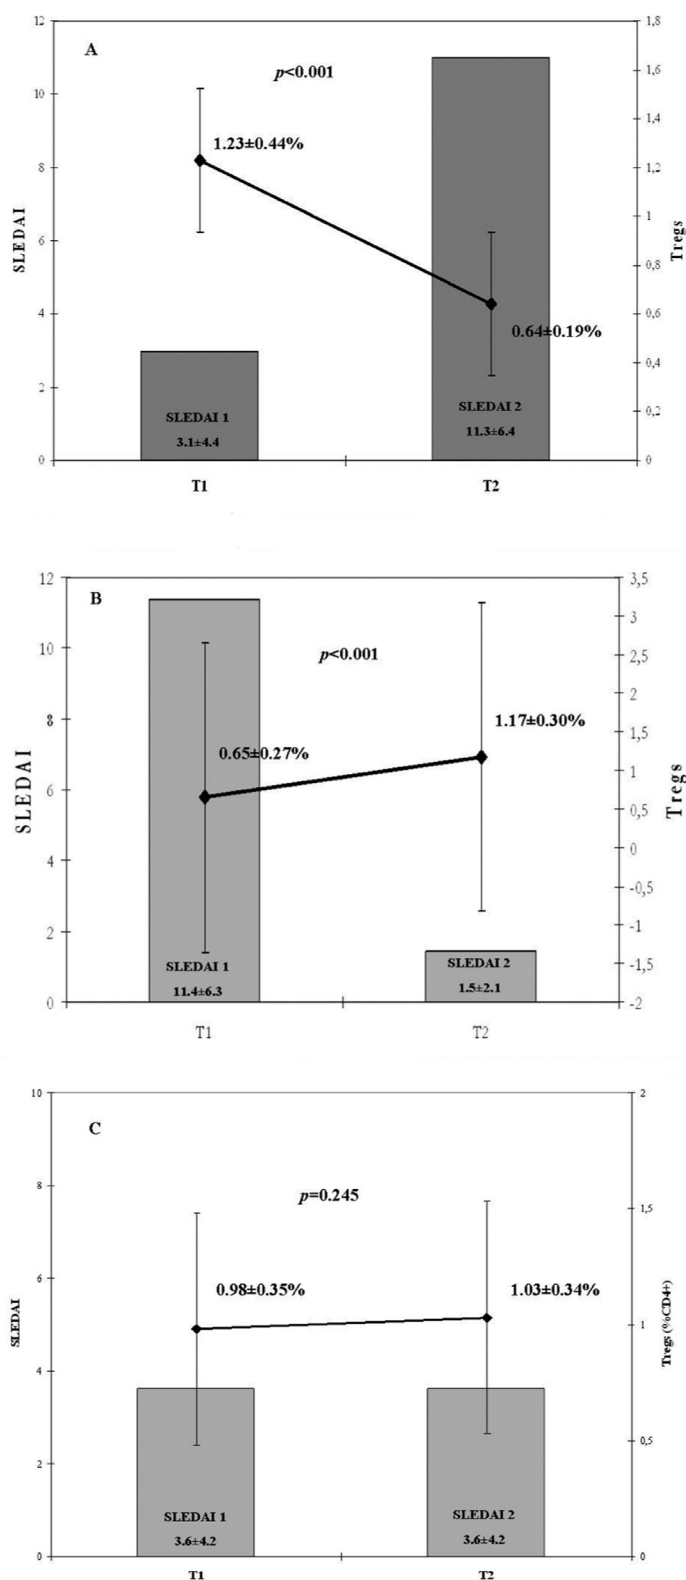 A
p<0.001
SLEDAI
12
10
8
6
4
2
0
1.23±0.44%
0.64±0.19%
SLEDAI 1
3.1±4.4
SLEDAI 2
11.3±6.4
1,8
1,6
1,4
1,2
1
0,8
0,6
0,4
0,2
0
Tregs
T1
T2
B
p<0.001
SLEDAI
12
10
8
6
4
2
0
0.65±0.27%
1.17±0.30%
SLEDAI 1
11.4±6.3
SLEDAI 2
1.5±2.1
3,5
3
2,5
2
1,5
1
0,5
0
-0,5
-1
-1,5
-2
Tregs
T1
T2
C
p=0.245
SLEDAI
10
8
6
4
2
0
0.98±0.35%
1.03±0.34%
SLEDAI 1
3.6±4.2
SLEDAI 2
3.6±4.2
2
1,5
1
0,5
0
Tregs (%CD4+)
T1
T2